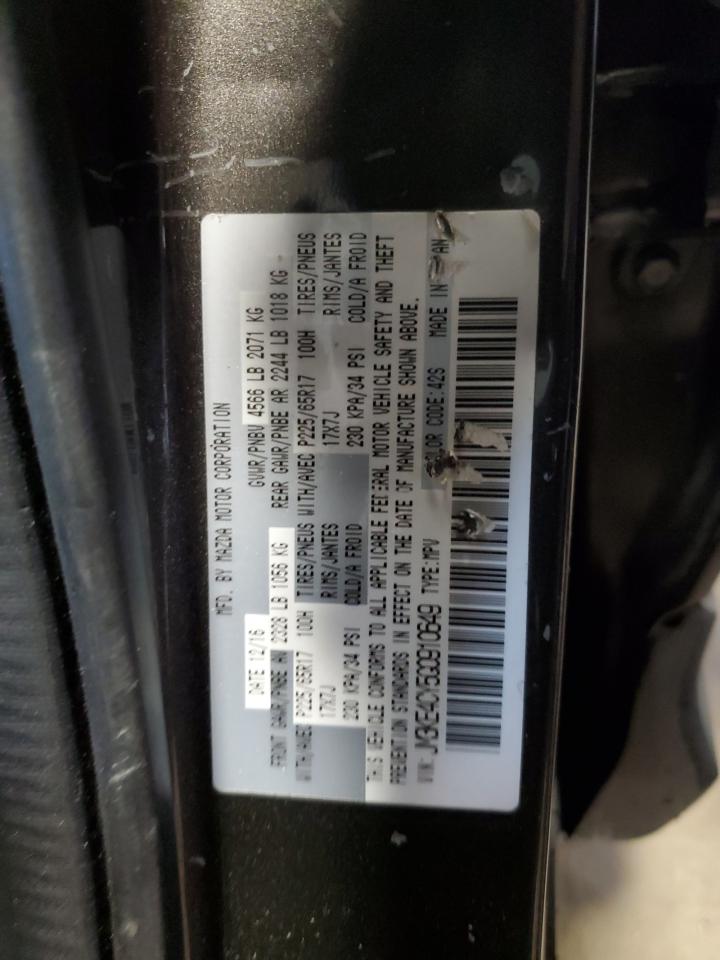 MFD. BY MAZDA MOTOR CORPORATION
DATE 12/16 GVWR/PNBV 4566 LB 2071 KG
FRONT GAWR/PNBE AV 2328 LB 1056 KG REAR GAWR/PNBE AR 2244 LB 1018 KG
WITH/AVEC P225/65R17 100H TIRES/PNEUS WITH/AVEC P225/65R17 100H TIRES/PNEUS
17X7J RIMS/JANTES 17X7J RIMS/JANTES
230 KPA/34 PSI COLD/A FROID 230 KPA/34 PSI COLD/A FROID
THIS VEHICLE CONFORMS TO ALL APPLICABLE FEDERAL MOTOR VEHICLE SAFETY AND THEFT
PREVENTION STANDARDS IN EFFECT ON THE DATE OF MANUFACTURE SHOWN ABOVE.
VIN: JM3KE4CY5G0910649 TYPE:MPV COLOR CODE:42S MADE IN JAPAN